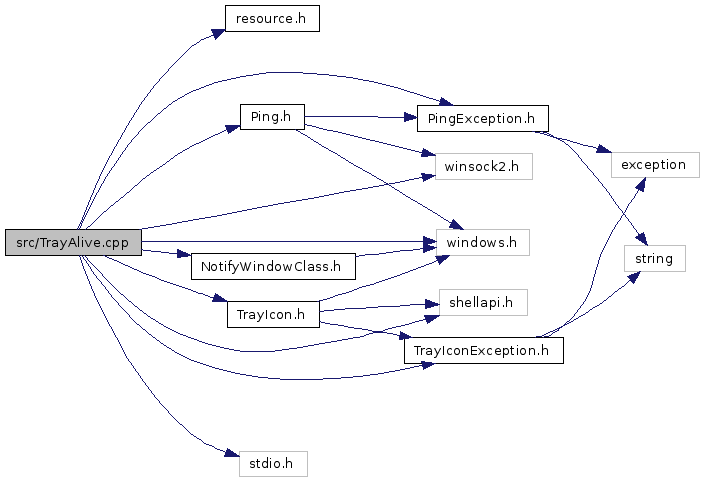 resource.h
Ping.h
PingException.h
winsock2.h
exception
src/TrayAlive.cpp
windows.h
NotifyWindowClass.h
string
TrayIcon.h
shellapi.h
TrayIconException.h
stdio.h